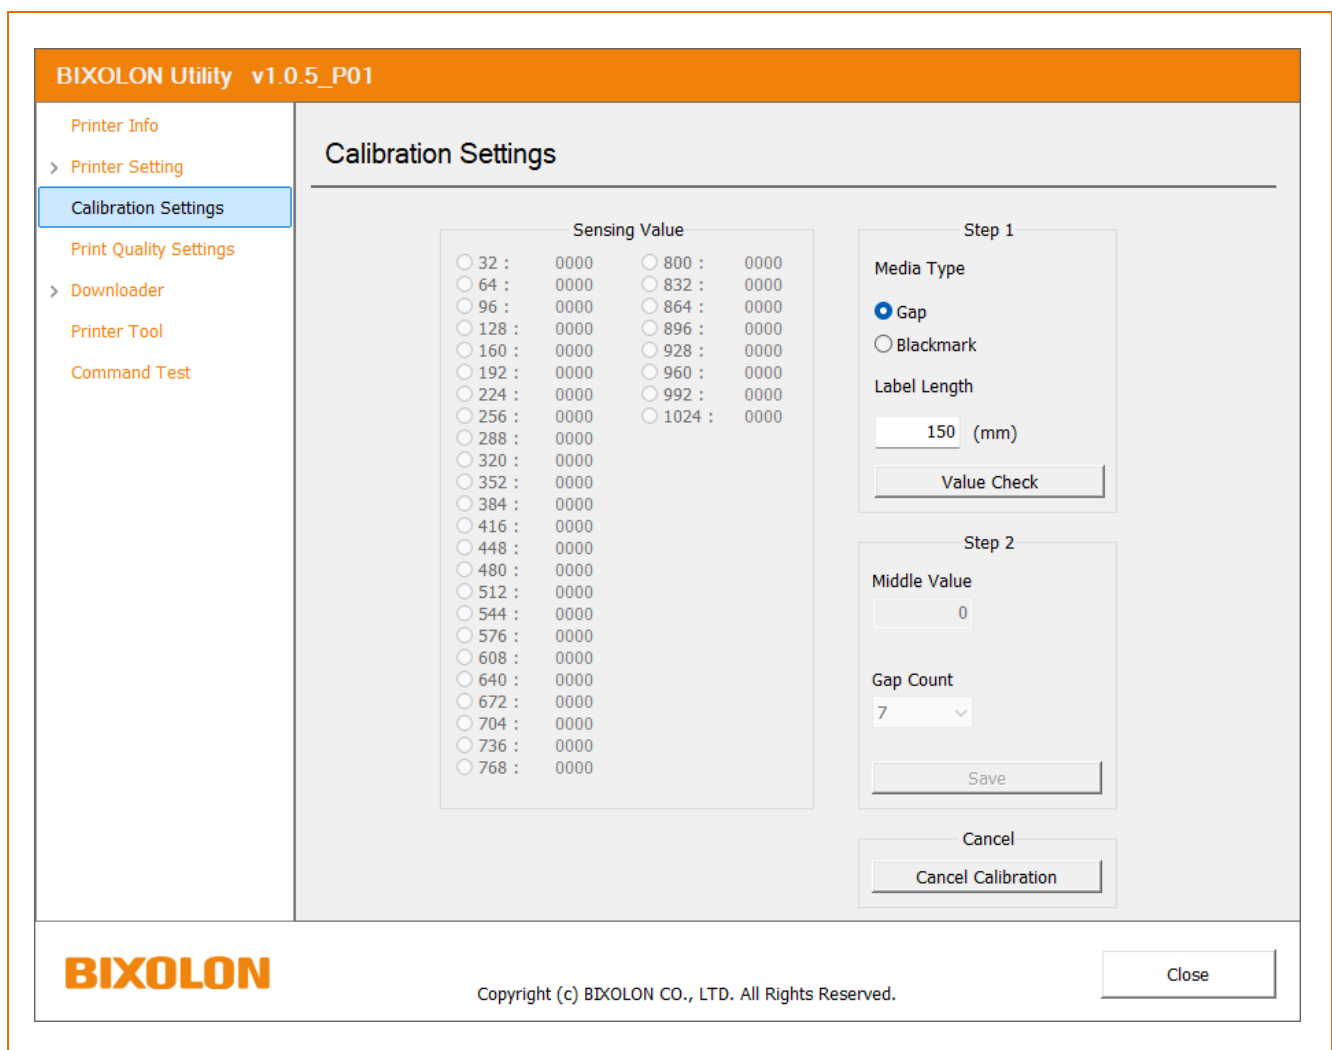 BIXOLON Utility v1.0.5_P01
Printer Info
Printer Setting
Calibration Settings
Print Quality Settings
Downloader
Printer Tool
Command Test
Calibration Settings
Sensing Value
32 : 0000 800 : 0000
64 : 0000 832 : 0000
96 : 0000 864 : 0000
128 : 0000 896 : 0000
160 : 0000 928 : 0000
192 : 0000 960 : 0000
224 : 0000 992 : 0000
256 : 0000 1024 : 0000
288 : 0000
320 : 0000
352 : 0000
384 : 0000
416 : 0000
448 : 0000
480 : 0000
512 : 0000
544 : 0000
576 : 0000
608 : 0000
640 : 0000
672 : 0000
704 : 0000
736 : 0000
768 : 0000
Step 1
Media Type
Gap
Blackmark
Label Length
150 (mm)
Value Check
Step 2
Middle Value
0
Gap Count
7
Save
Cancel
Cancel Calibration
BIXOLON
Copyright (c) BIXOLON CO., LTD. All Rights Reserved.
Close